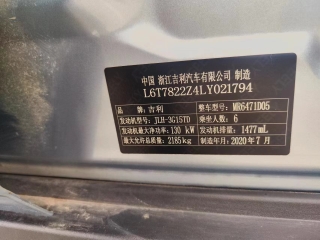 中国 浙江吉利汽车有限公司 制造
L6T7822Z4LY021794
品牌:吉利 整车型号:MR6471D05
发动机型号:JLH-3G15TD 乘坐人数:6
发动机最大净功率:130 kW 发动机排量:1477mL
最大允许总质量:2185kg 制造年月:2020年7月